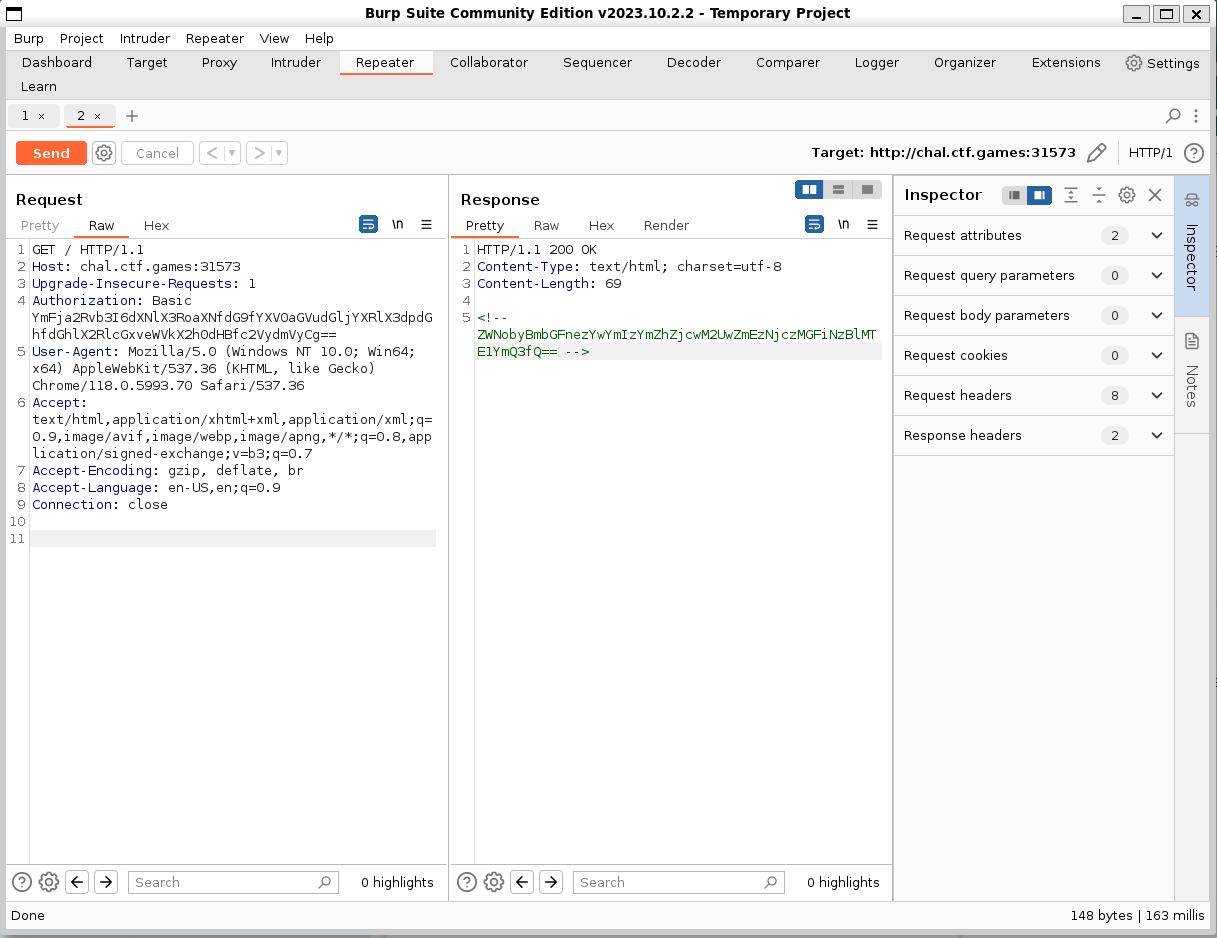 Burp Suite Community Edition v2023.10.2.2 - Temporary Project
Burp Project Intruder Repeater View Help
Dashboard Target Proxy Intruder Repeater Collaborator Sequencer Decoder Comparer Logger Organizer Extensions Settings
Learn
1 × 2 × +
Send Cancel < >
Target: http://chal.ctf.games:31573 HTTP/1 ?
Request
Pretty Raw Hex \n
1 GET / HTTP/1.1
2 Host: chal.ctf.games:31573
3 Upgrade-Insecure-Requests: 1
4 Authorization: Basic
YmFja2Rvb3I6dXNlX3RoaXNfdG9fYXV0aGVudGljYXRlX3dpdG
hfdGhlX2RlcGxveWVkX2h0dHBfc2VydmVyCg==
5 User-Agent: Mozilla/5.0 (Windows NT 10.0; Win64;
x64) AppleWebKit/537.36 (KHTML, like Gecko)
Chrome/118.0.5993.70 Safari/537.36
6 Accept:
text/html,application/xhtml+xml,application/xml;q=
0.9,image/avif,image/webp,image/apng,*/*;q=0.8,app
lication/signed-exchange;v=b3;q=0.7
7 Accept-Encoding: gzip, deflate, br
8 Accept-Language: en-US,en;q=0.9
9 Connection: close
10
11
? Search 0 highlights
Response
Pretty Raw Hex Render \n
1 HTTP/1.1 200 OK
2 Content-Type: text/html; charset=utf-8
3 Content-Length: 69
4
5 <!--
ZWNobyBmbGFnezYwYmIzYmZhZjcwM2UwZmEzNjczMGFiNzBlMT
E1YmQ3fQ== -->
? Search 0 highlights
Inspector
Request attributes 2
Request query parameters 0
Request body parameters 0
Request cookies 0
Request headers 8
Response headers 2
Inspector
Notes
Done
148 bytes | 163 millis